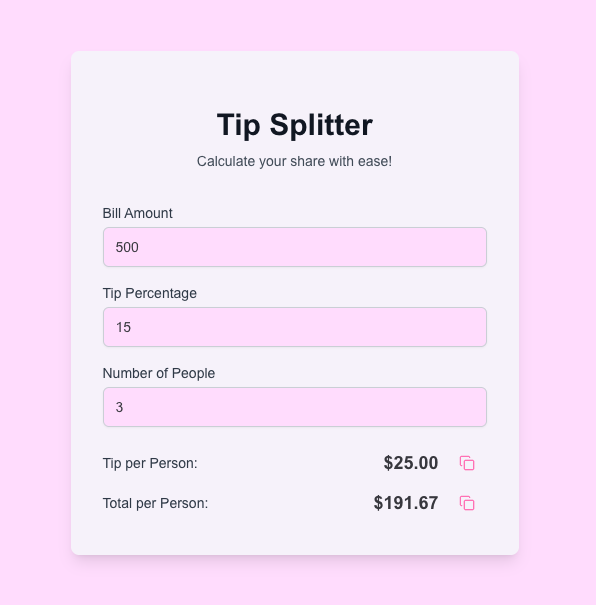 Tip Splitter
Calculate your share with ease!
Bill Amount
500
Tip Percentage
15
Number of People
3
Tip per Person: $25.00
Total per Person: $191.67